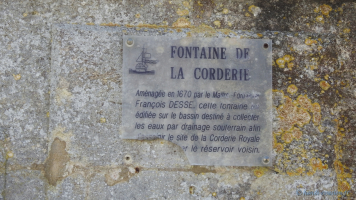 FONTAINE DE
LA CORDERIE
Aménagée en 1670 par le
François DESSE, cette fontaine
édifiée sur le bassin destiné à collecter
les eaux par drainage souterrain afin
le site de la Corderie Royale
le réservoir voisin.